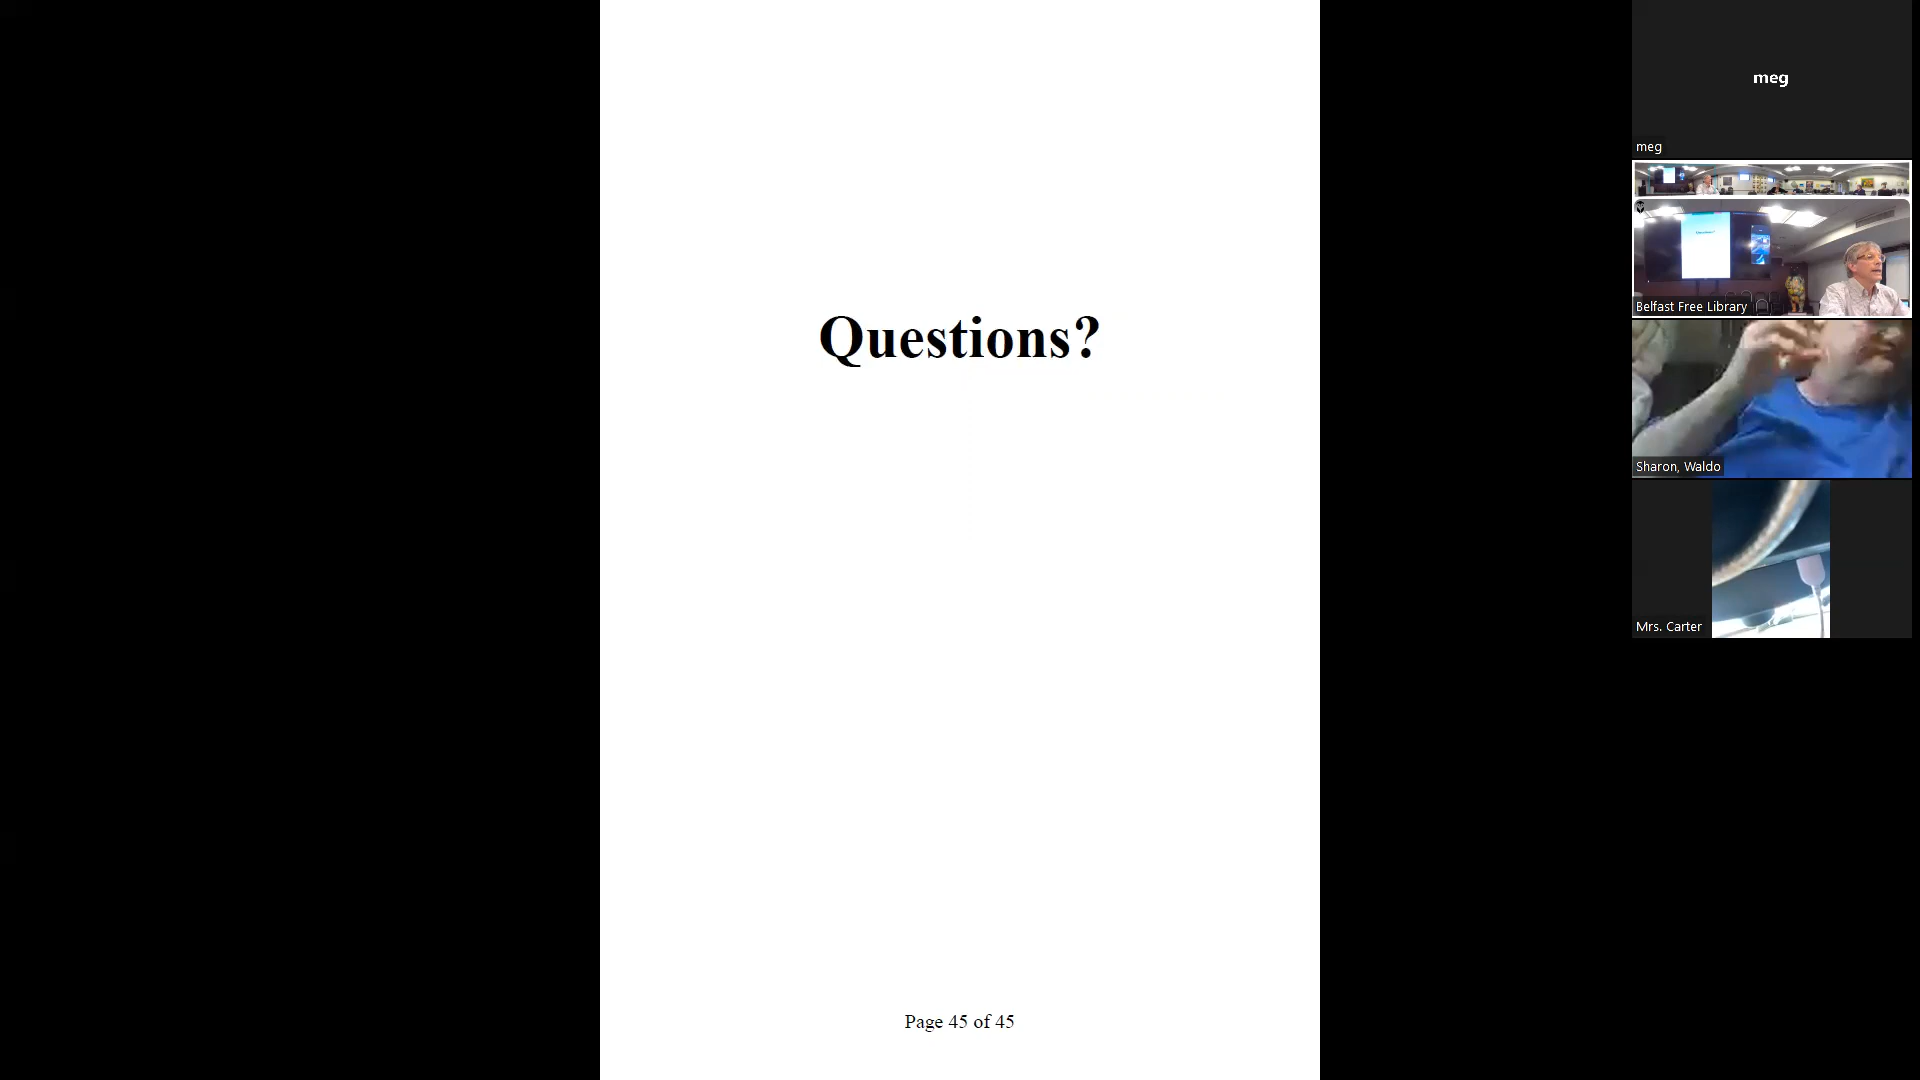 Questions?
Page 45 of 45
meg
meg
Belfast Free Library
Sharon, Waldo
Mrs. Carter